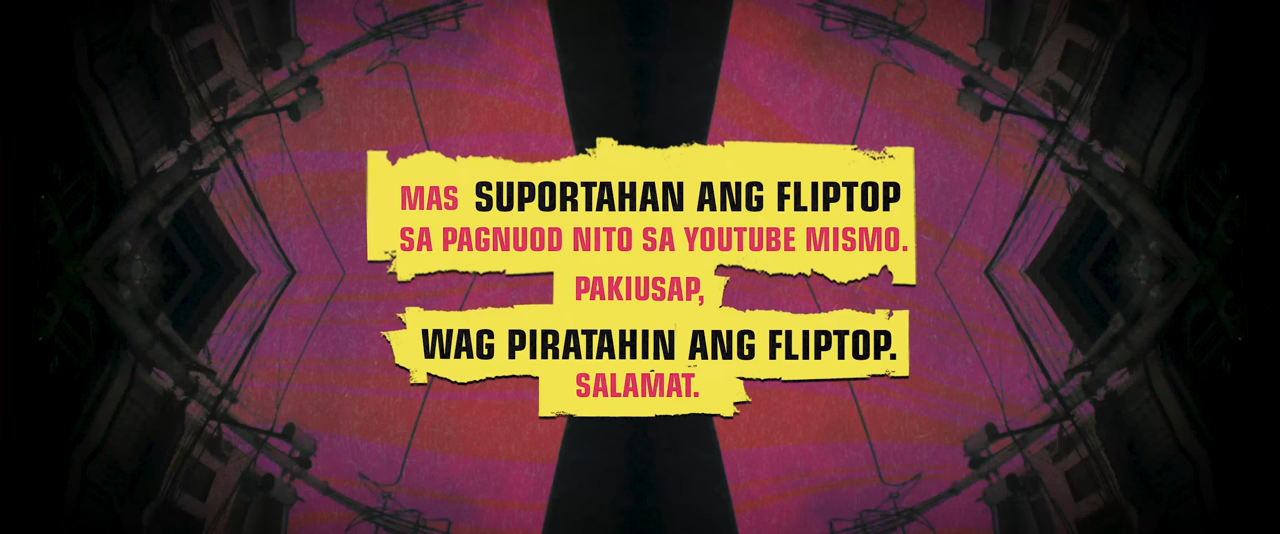 MAS SUPORTAHAN ANG FLIPTOP
SA PAGNUOD NITO SA YOUTUBE MISMO.
PAKIUSAP,
WAG PIRATAHIN ANG FLIPTOP.
SALAMAT.